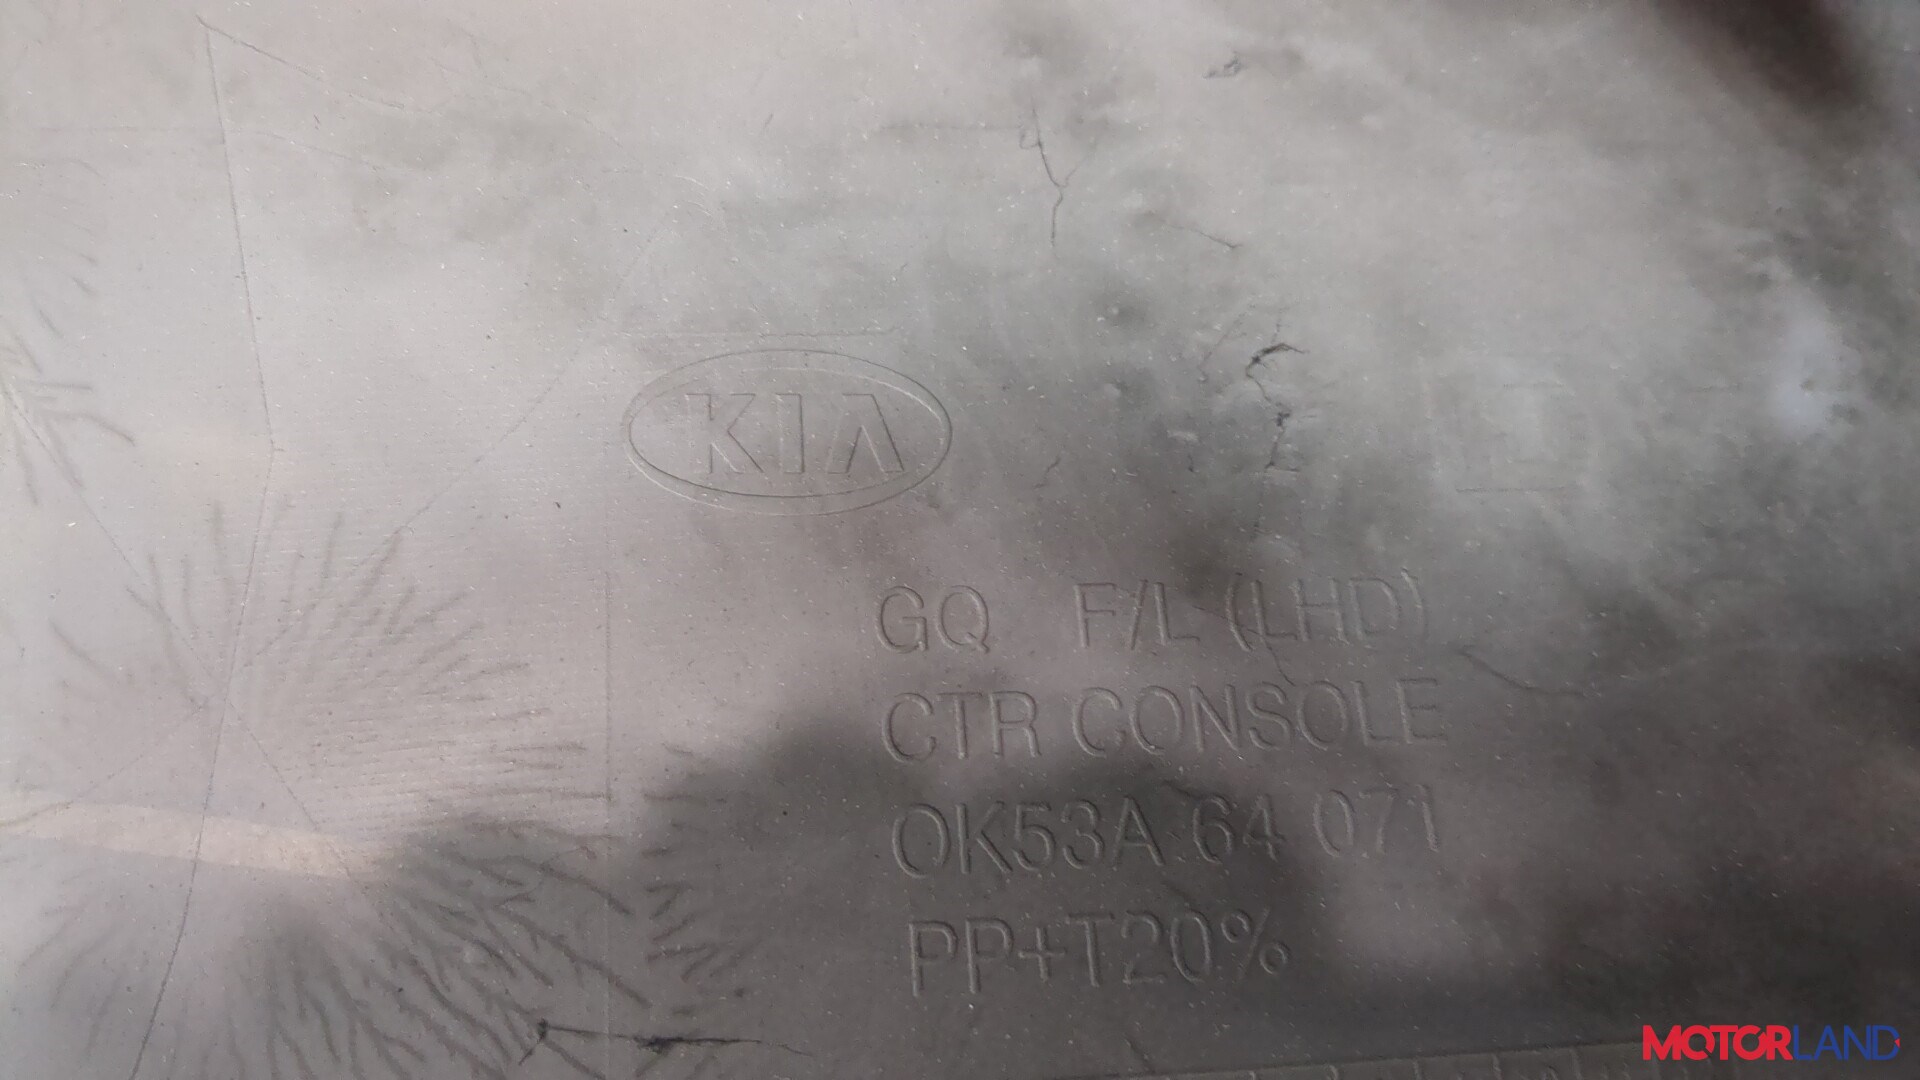 KIA
GQ F/L (LHD)
CTR CONSOLE
OK53A 64 071
PP+T20%
MOTORLAND